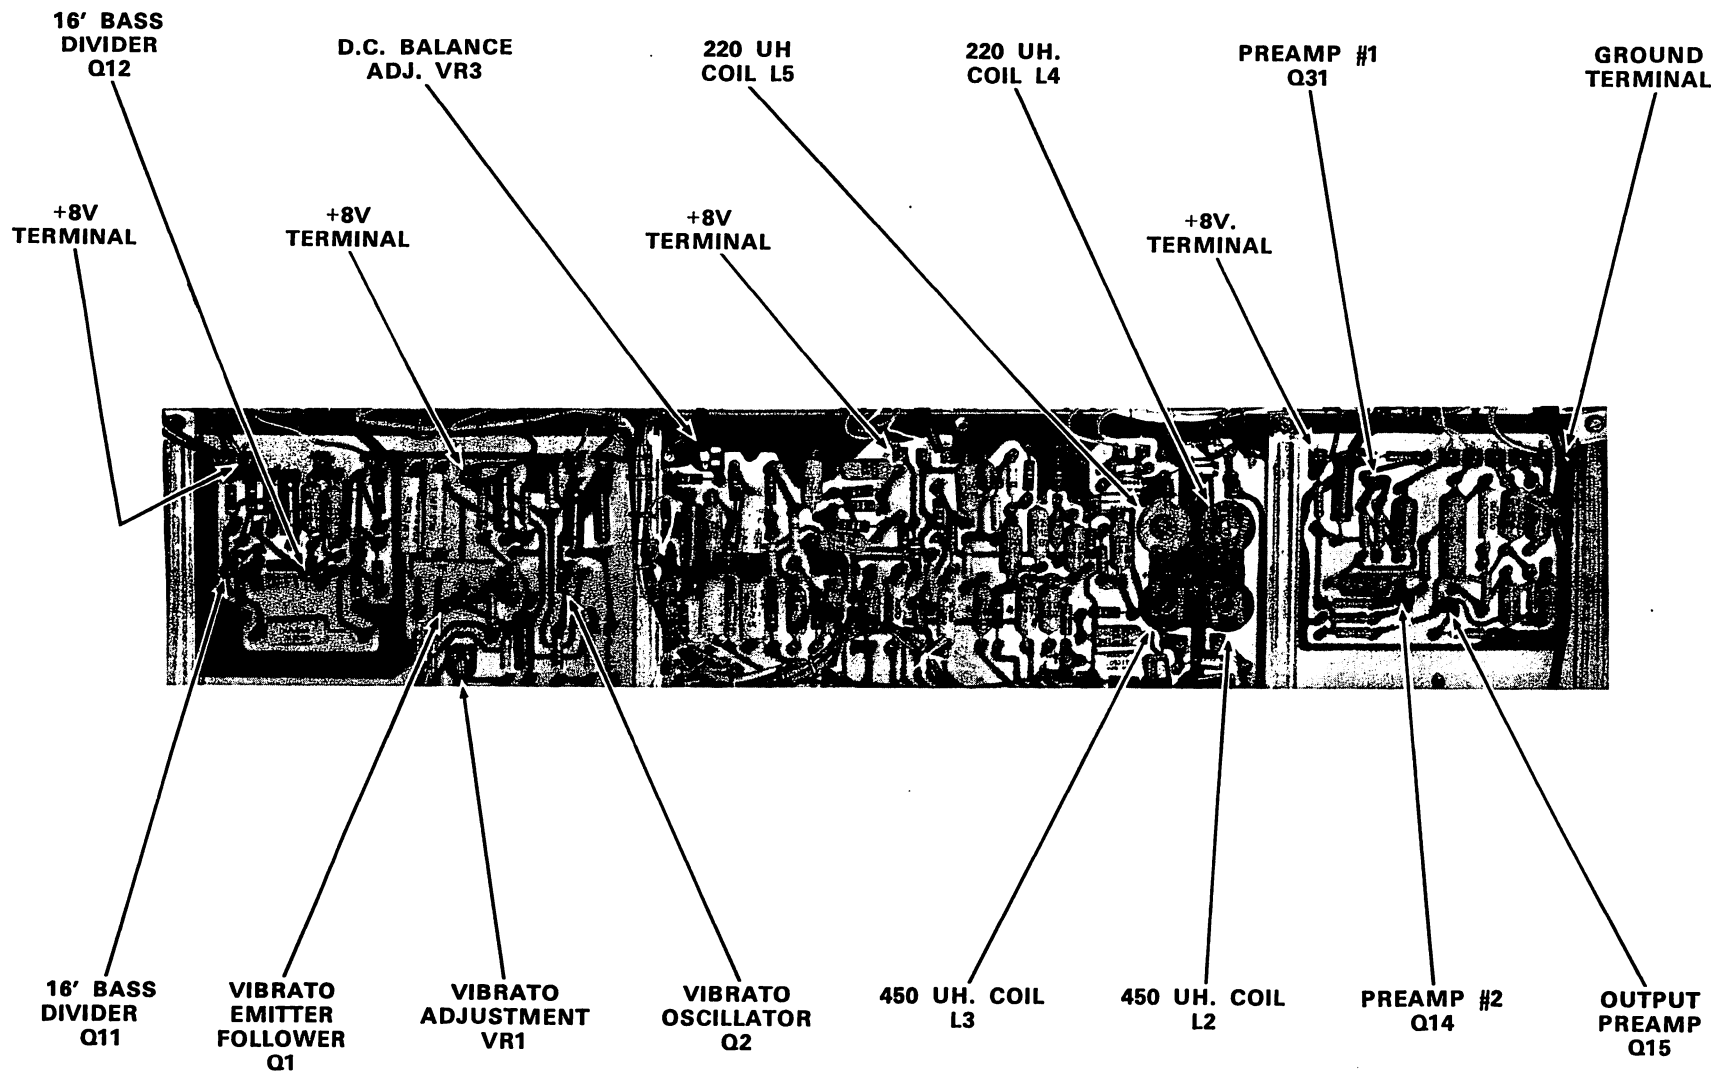 16′ BASS
DIVIDER
Q12
D.C. BALANCE
ADJ. VR3
220 UH
COIL L5
220 UH.
COIL L4
PREAMP #1
Q31
GROUND
TERMINAL
+8V
TERMINAL
+8V
TERMINAL
+8V
TERMINAL
+8V.
TERMINAL
16′ BASS
DIVIDER
Q11
VIBRATO
EMITTER
FOLLOWER
Q1
VIBRATO
ADJUSTMENT
VR1
VIBRATO
OSCILLATOR
Q2
450 UH. COIL
L3
450 UH. COIL
L2
PREAMP #2
Q14
OUTPUT
PREAMP
Q15